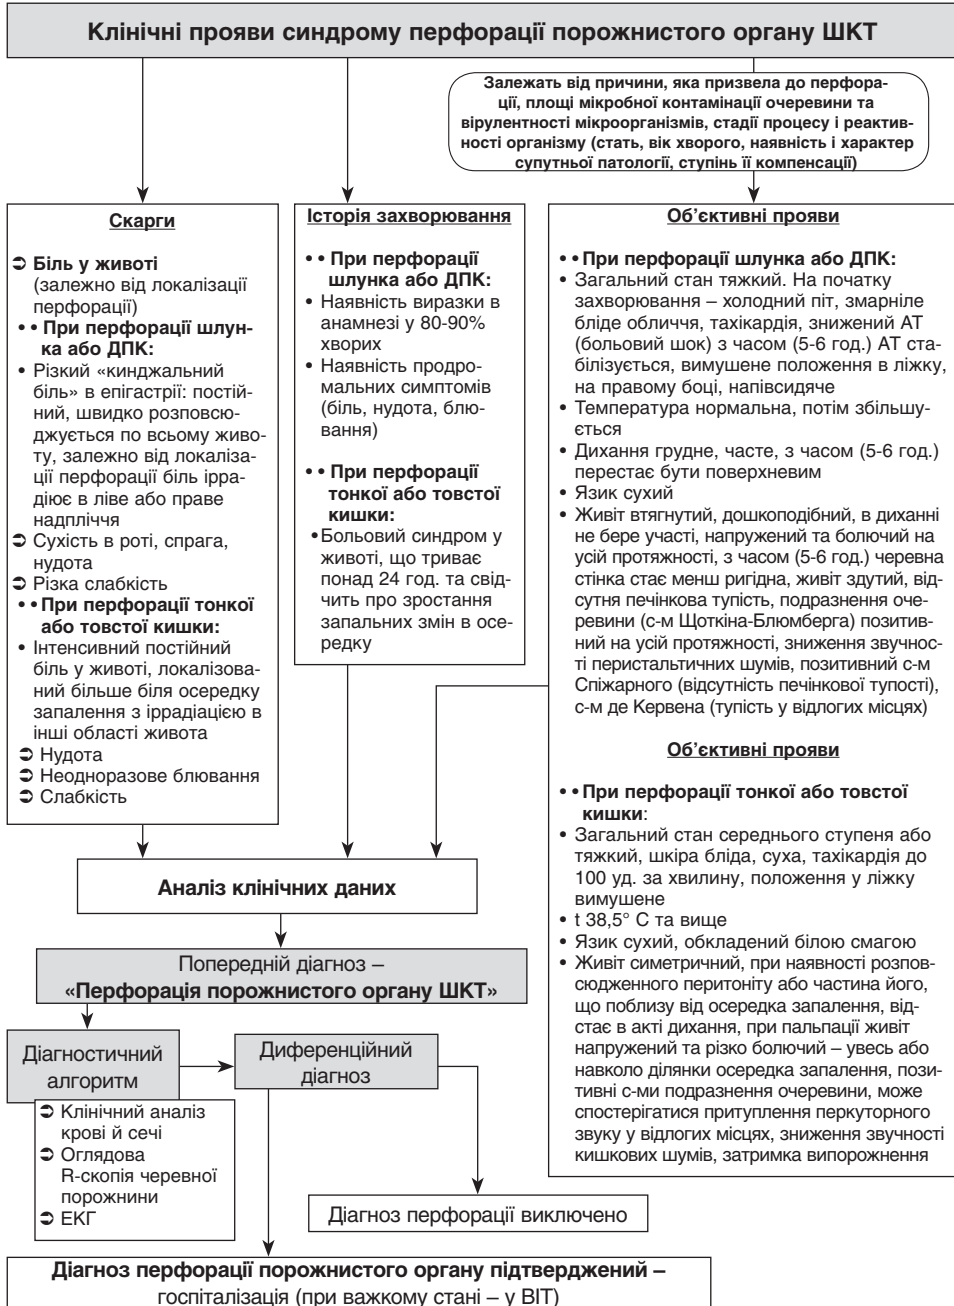 Клінічні прояви синдрому перфорації порожнистого органу ШКТ
Залежать від причини, яка призвела до перфора-
ції, площі мікробної контамінації очеревини та
вірулентності мікроорганізмів, стадії процесу і реактив-
ності організму (стать, вік хворого, наявність і характер
супутньої патології, ступінь її компенсації)
Скарги
➲ Біль у животі
(залежно від локалізації
перфорації)
•• При перфорації шлун-
ка або ДПК:
• Різкий «кинджальний
біль» в епігастрії: постій-
ний, швидко розповсю-
джується по всьому живо-
ту, залежно від локаліза-
ції перфорації біль ірра-
діює в ліве або праве
надпліччя
➲ Сухість в роті, спрага,
нудота
➲ Різка слабкість
•• При перфорації тонкої
або товстої кишки:
• Інтенсивний постійний
біль у животі, локалізова-
ний більше біля осередку
запалення з іррадіацією в
інші області живота
➲ Нудота
➲ Неодноразове блювання
➲ Слабкість
Історія захворювання
•• При перфорації
шлунка або ДПК:
• Наявність виразки в
анамнезі у 80-90%
хворих
• Наявність продро-
мальних симптомів
(біль, нудота, блю-
вання)
•• При перфорації
тонкої або товстої
кишки:
• Больовий синдром у
животі, що триває
понад 24 год. та свід-
чить про зростання
запальних змін в осе-
редку
Об’єктивні прояви
•• При перфорації шлунка або ДПК:
• Загальний стан тяжкий. На початку
захворювання – холодний піт, змарніле
бліде обличчя, тахікардія, знижений АТ
(больовий шок) з часом (5-6 год.) АТ ста-
білізується, вимушене положення в ліжку,
на правому боці, напівсидяче
• Температура нормальна, потім збільшу-
ється
• Дихання грудне, часте, з часом (5-6 год.)
перестає бути поверхневим
• Язик сухий
• Живіт втягнутий, дошкоподібний, в диханні
не бере участі, напружений та болючий на
усій протяжності, з часом (5-6 год.) черевна
стінка стає менш ригідна, живіт здутий, від-
сутня печінкова тупість, подразнення оче-
ревини (с-м Щоткіна-Блюмберга) позитив-
ний на усій протяжності, зниження звучнос-
ті перистальтичних шумів, позитивний с-м
Спіжарного (відсутність печінкової тупості),
с-м де Кервена (тупість у відлогих місцях)
Об’єктивні прояви
•• При перфорації тонкої або товстої
кишки:
• Загальний стан середнього ступеня або
тяжкий, шкіра бліда, суха, тахікардія до
100 уд. за хвилину, положення у ліжку
вимушене
• t 38,5° С та вище
• Язик сухий, обкладений білою смагою
• Живіт симетричний, при наявності розпов-
сюдженного перитоніту або частина його,
що поблизу від осередка запалення, від-
стає в акті дихання, при пальпації живіт
напружений та різко болючий – увесь або
навколо ділянки осередка запалення, пози-
тивні с-ми подразнення очеревини, може
спостерігатися притуплення перкуторного
звуку у відлогих місцях, зниження звучності
кишкових шумів, затримка випорожнення
Аналіз клінічних даних
Попередній діагноз –
«Перфорація порожнистого органу ШКТ»
Діагностичний
алгоритм
Диференційний
діагноз
➲ Клінічний аналіз
крові й сечі
➲ Оглядова
R-скопія черевної
порожнини
➲ ЕКГ
Діагноз перфорації виключено
Діагноз перфорації порожнистого органу підтверджений –
госпіталізація (при важкому стані – у ВІТ)